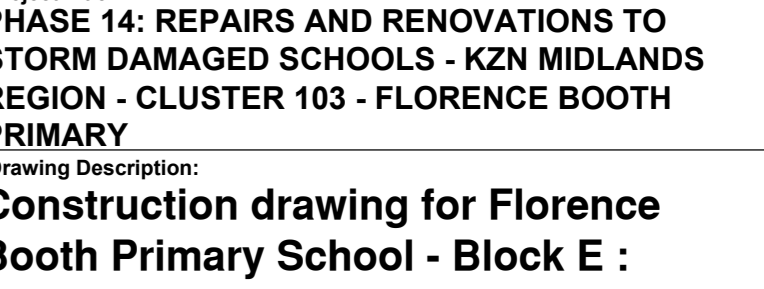 PHASE 14: REPAIRS AND RENOVATIONS TO
STORM DAMAGED SCHOOLS - KZN MIDLANDS
REGION - CLUSTER 103 - FLORENCE BOOTH
PRIMARY
Drawing Description:
Construction drawing for Florence
Booth Primary School - Block E :